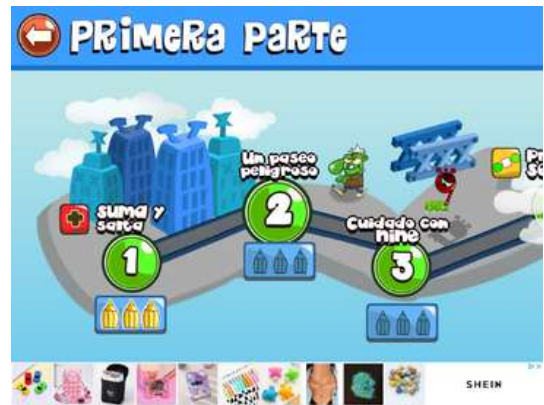 PRIMERA PARTE
Un paseo
peligroso
suma y
salta
2
Cuidado con
nine
1
3
SHEIN